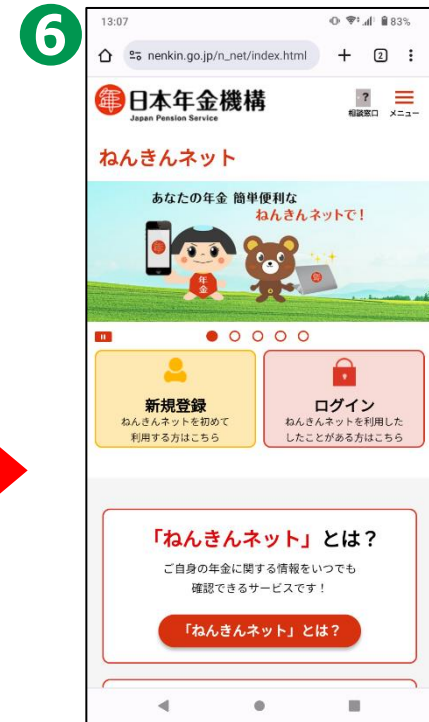 6
13:07
83%
nenkin.go.jp/n_net/index.html
2
年
日本年金機構
Japan Pension Service
?
相談窓口
メニュー
ねんきんネット
あなたの年金 簡単便利な
ねんきんネットで！
年
年金
年
新規登録
ねんきんネットを初めて
利用する方はこちら
ログイン
ねんきんネットを利用した
したことがある方はこちら
「ねんきんネット」とは？
ご自身の年金に関する情報をいつでも
確認できるサービスです！
「ねんきんネット」とは？